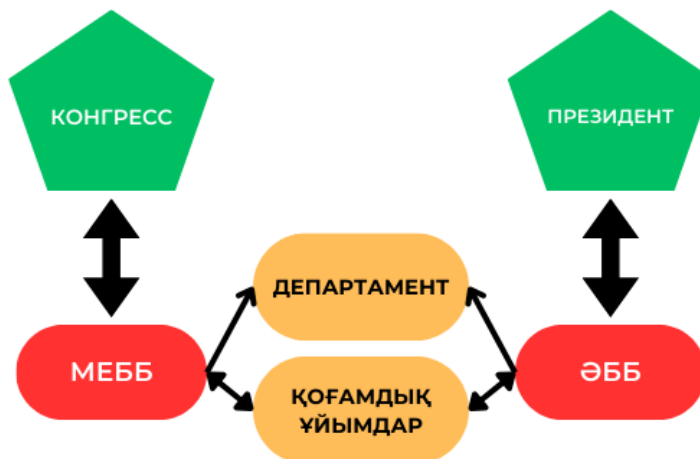 КОНГРЕСС
ПРЕЗИДЕНТ
ДЕПАРТАМЕНТ
МЕББ
ӘББ
ҚОҒАМДЫҚ
ҰЙЫМДАР